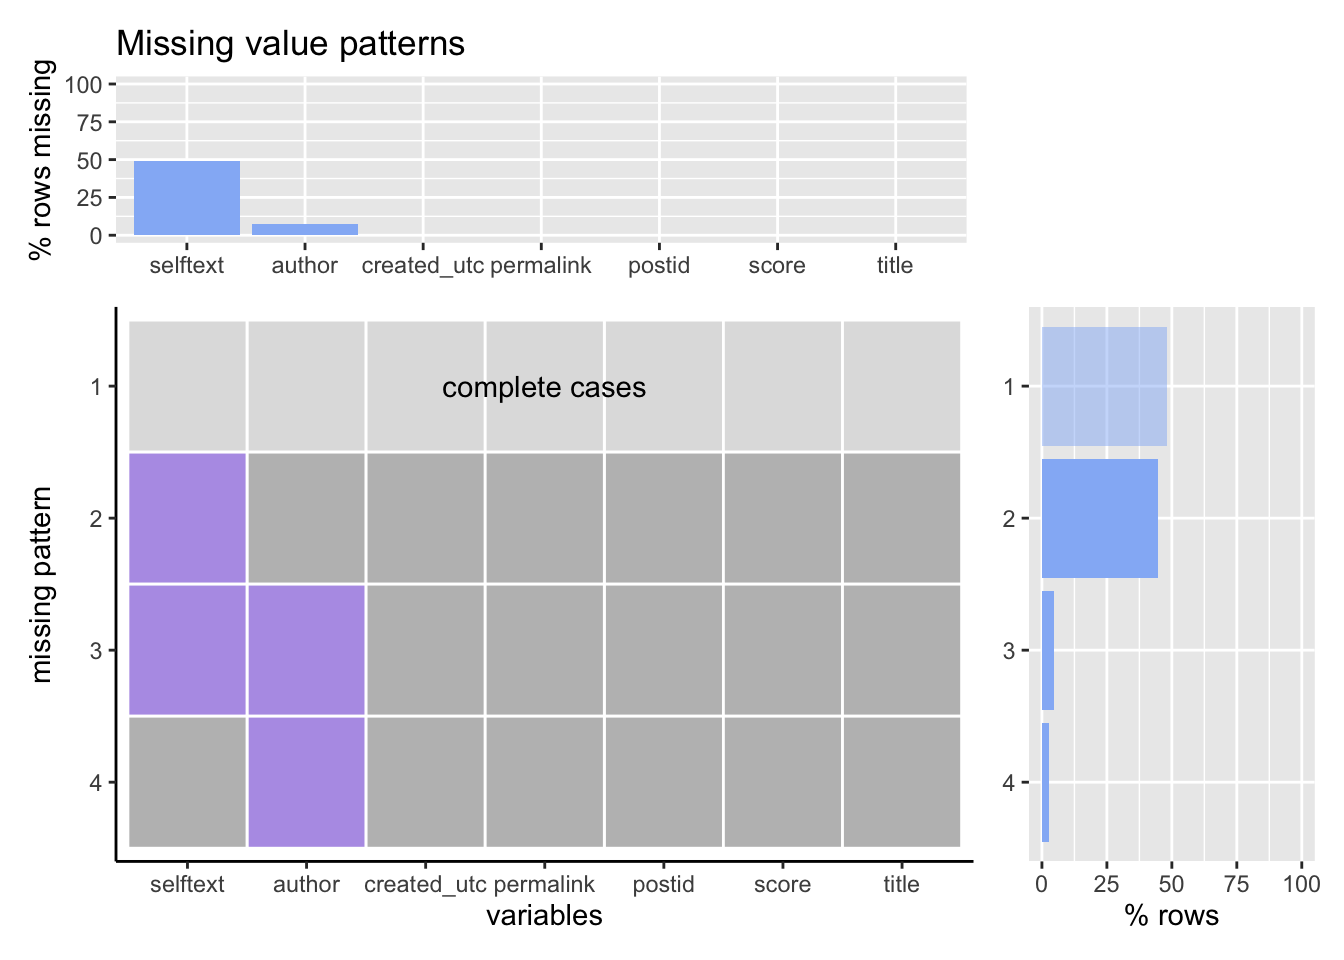 Missing value patterns
% rows missing
100
75
50
25
0
selftext author created_utc permalink postid score title
missing pattern
1
2
3
4
complete cases
selftext author created_utc permalink postid score title
variables
1
2
3
4
0 25 50 75 100
% rows